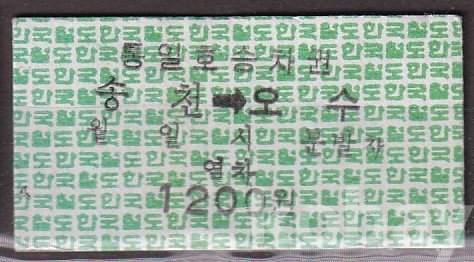 통일호승차권
송천➡오수
월 일 시 분발차
열차
1200원